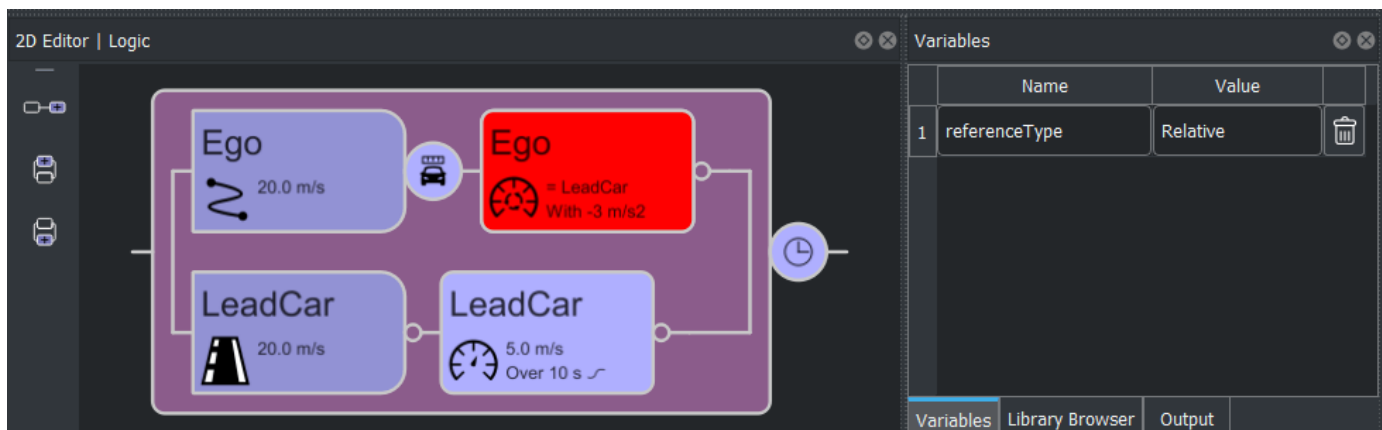 2D Editor | Logic
Ego
20.0 m/s
Ego
= LeadCar
With -3 m/s2
LeadCar
20.0 m/s
LeadCar
5.0 m/s
Over 10 s
Variables
Name Value
1 referenceType Relative
Variables Library Browser Output